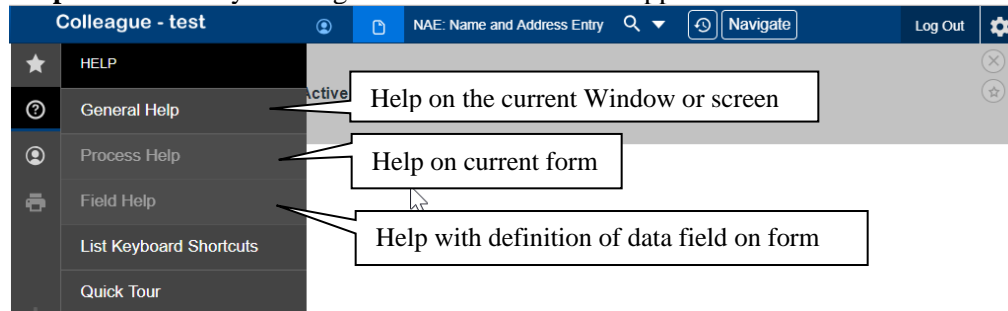 Colleague - test
NAE: Name and Address Entry
Navigate
Log Out
HELP
Active
General Help
Help on the current Window or screen
Process Help
Help on current form
Field Help
Help with definition of data field on form
List Keyboard Shortcuts
Quick Tour